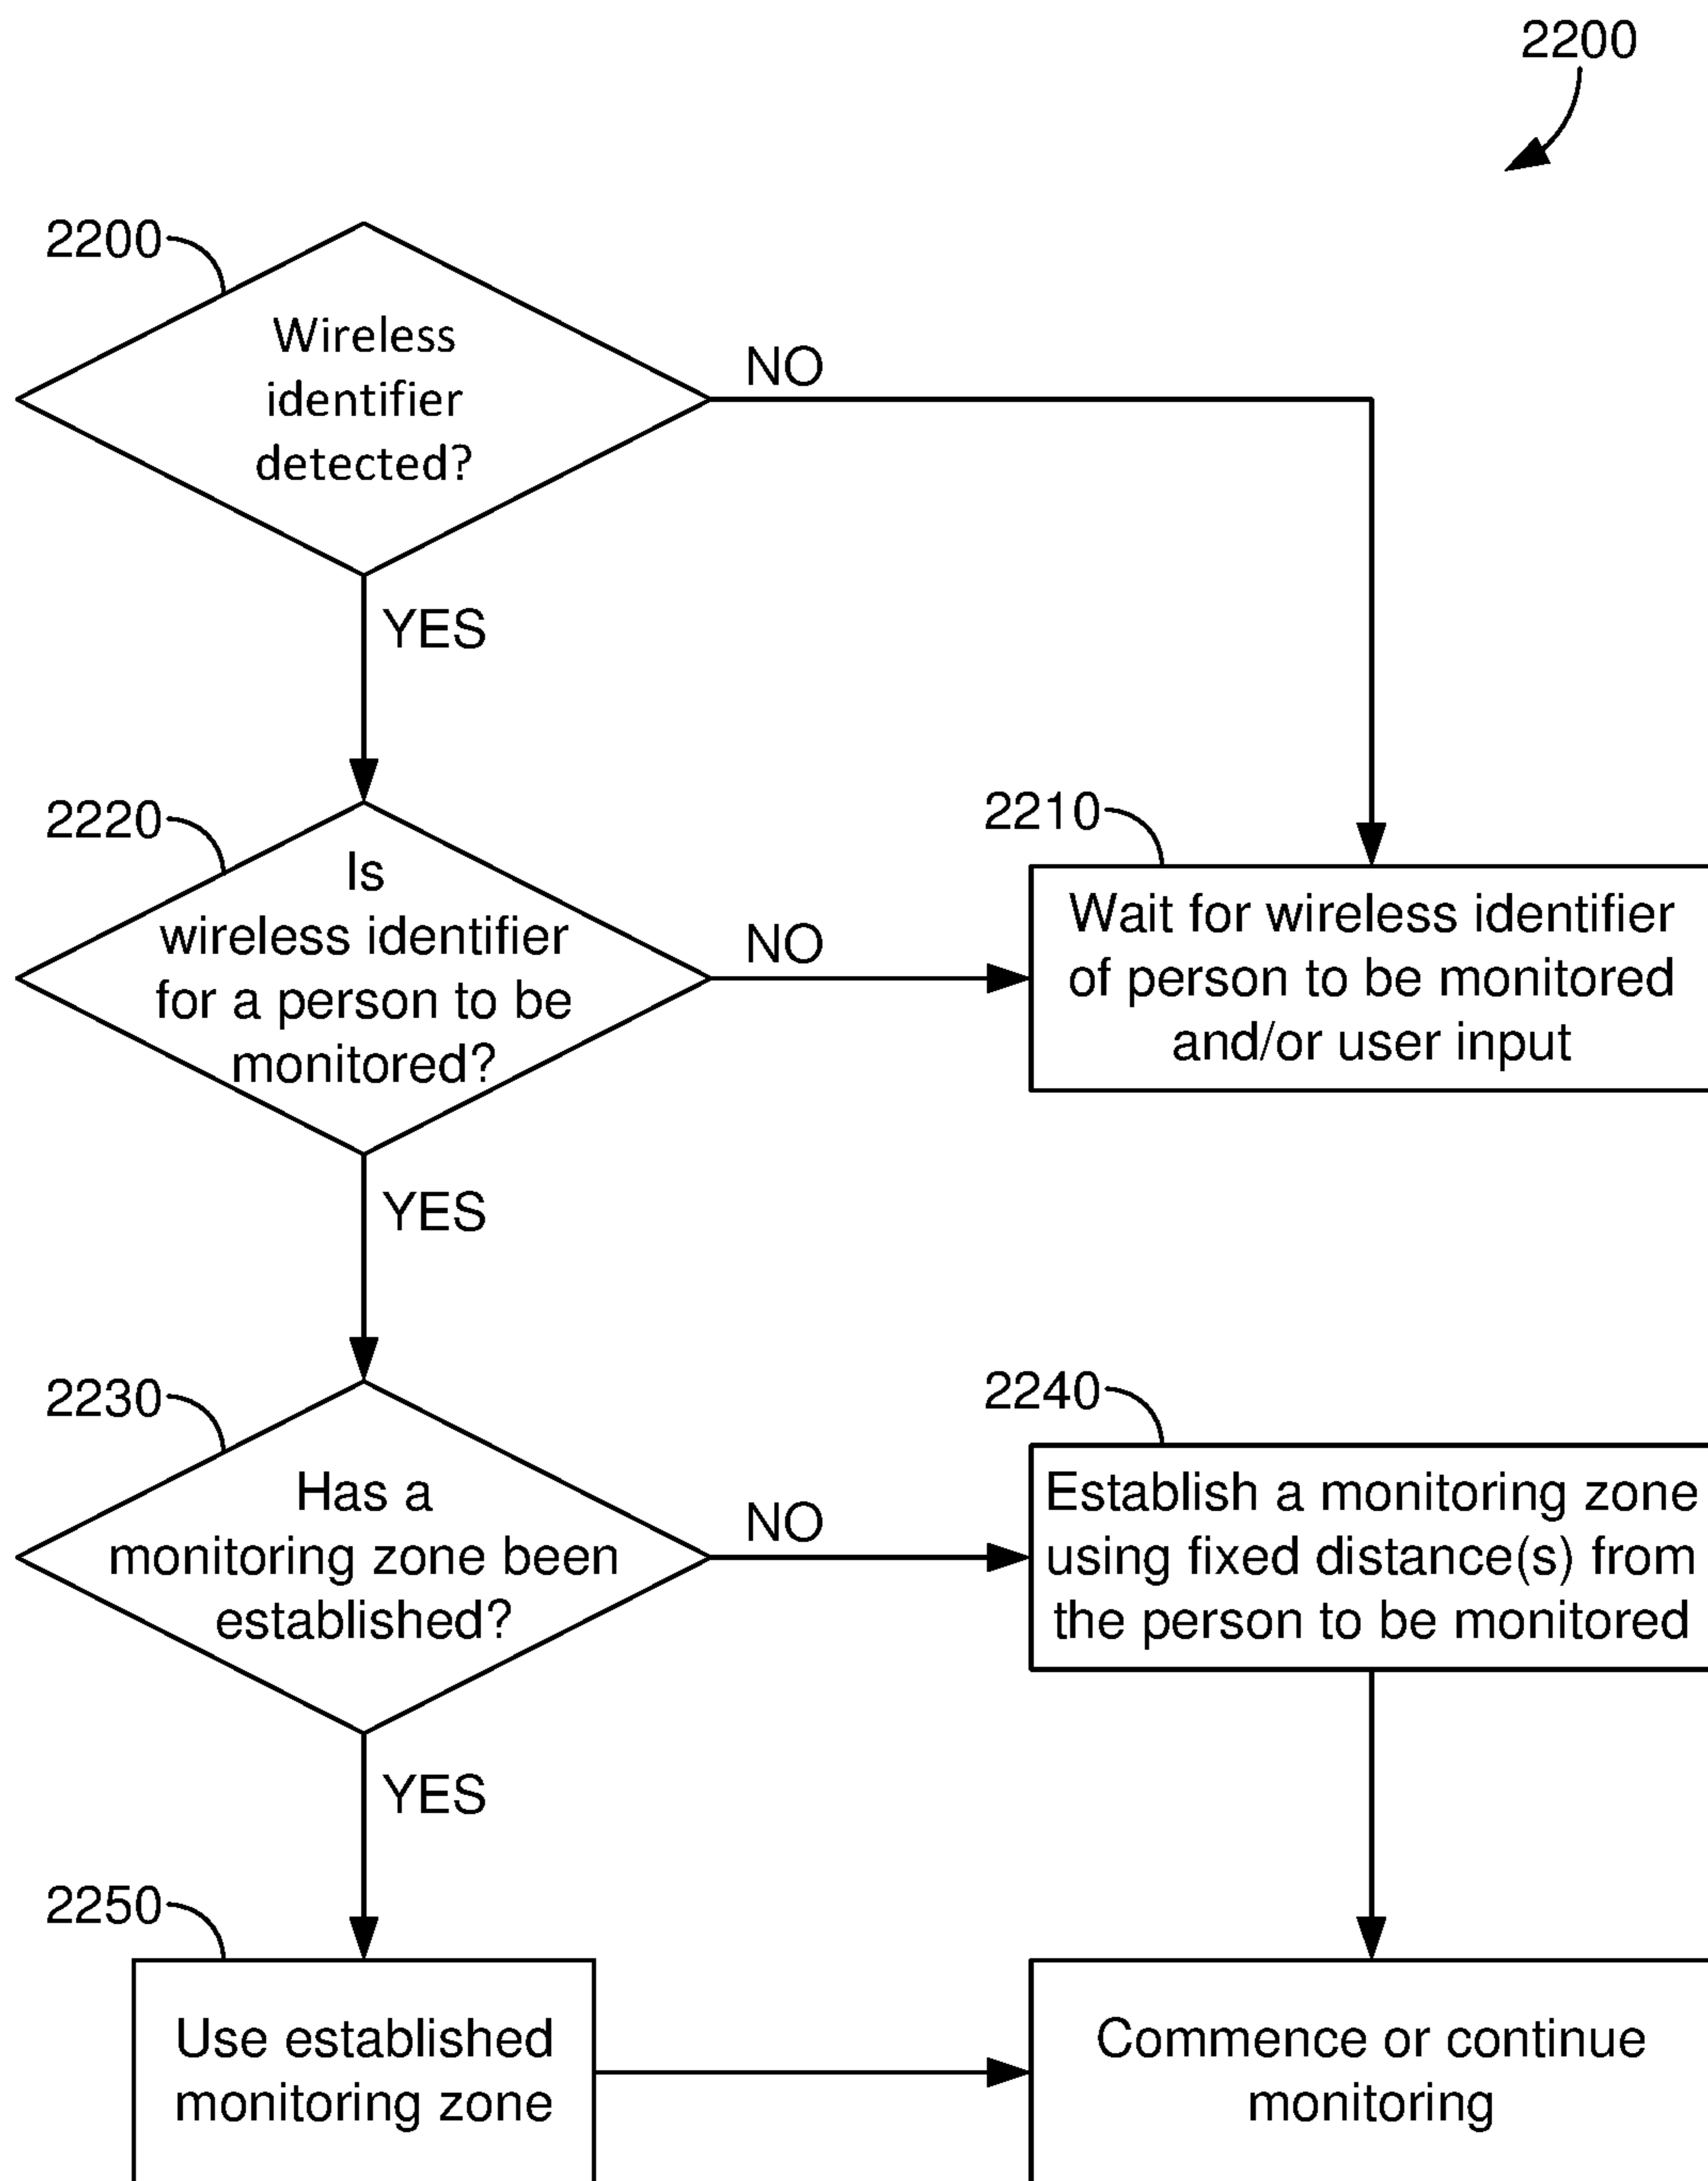 2200
2200
Wireless
identifier
detected?
NO
YES
2220
Is
wireless identifier
for a person to be
monitored?
NO
2210
Wait for wireless identifier
of person to be monitored
and/or user input
YES
2230
Has a
monitoring zone been
established?
NO
2240
Establish a monitoring zone
using fixed distance(s) from
the person to be monitored
YES
2250
Use established
monitoring zone
Commence or continue
monitoring